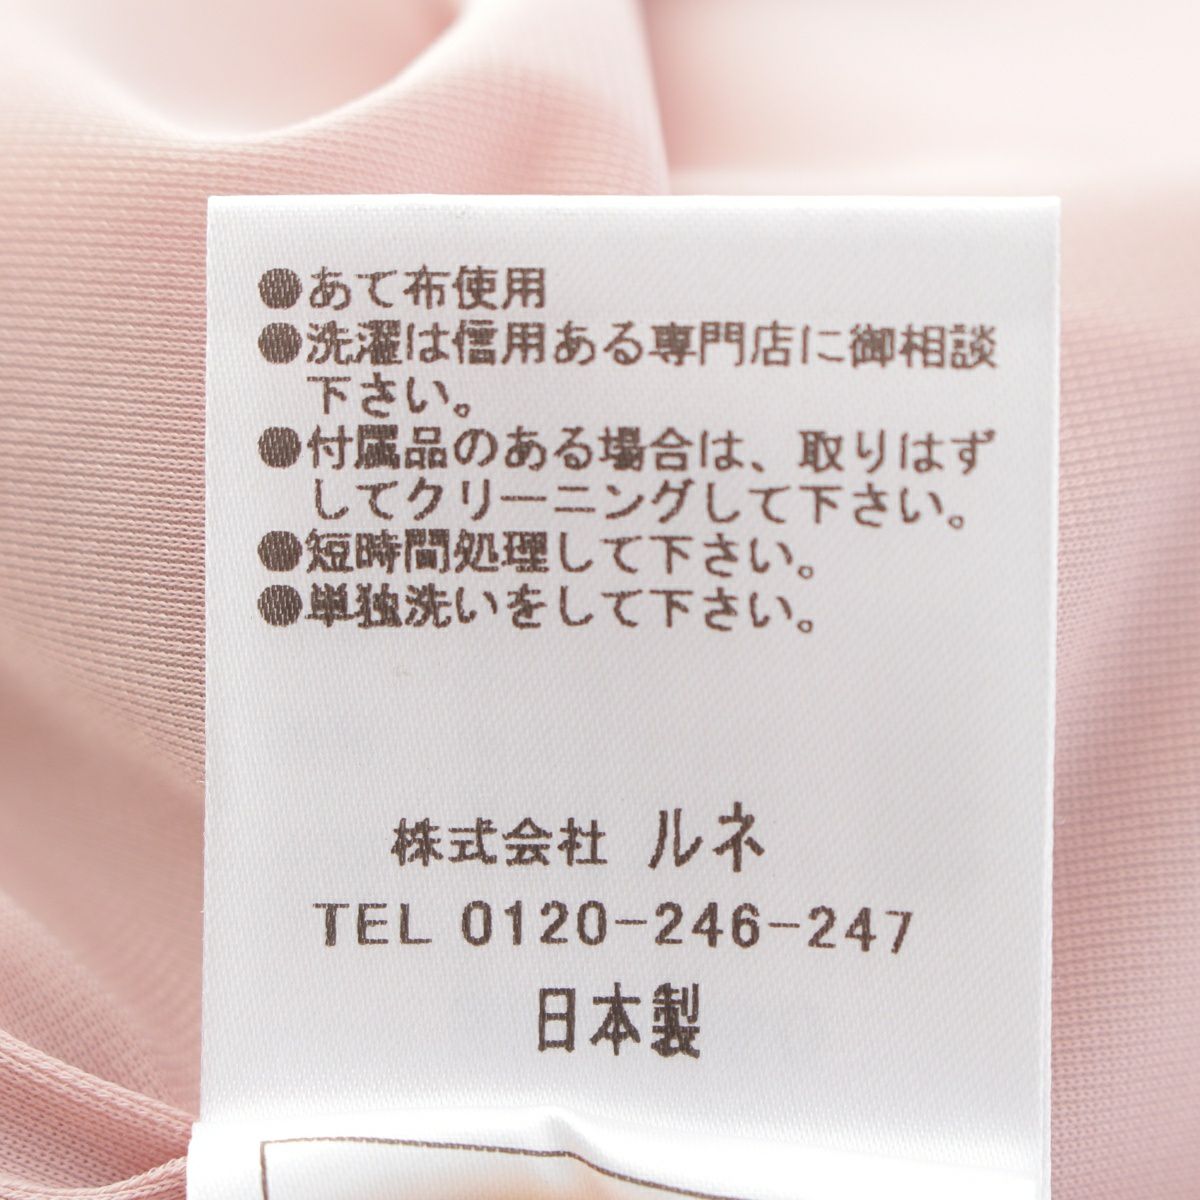 ●あて布使用
●洗濯は信用ある専門店に御相談
下さい。
●付属品のある場合は、取りはず
してクリーニングして下さい。
●短時間処理して下さい。
●単独洗いをして下さい。
株式会社 ルネ
TEL 0120-246-247
日本製